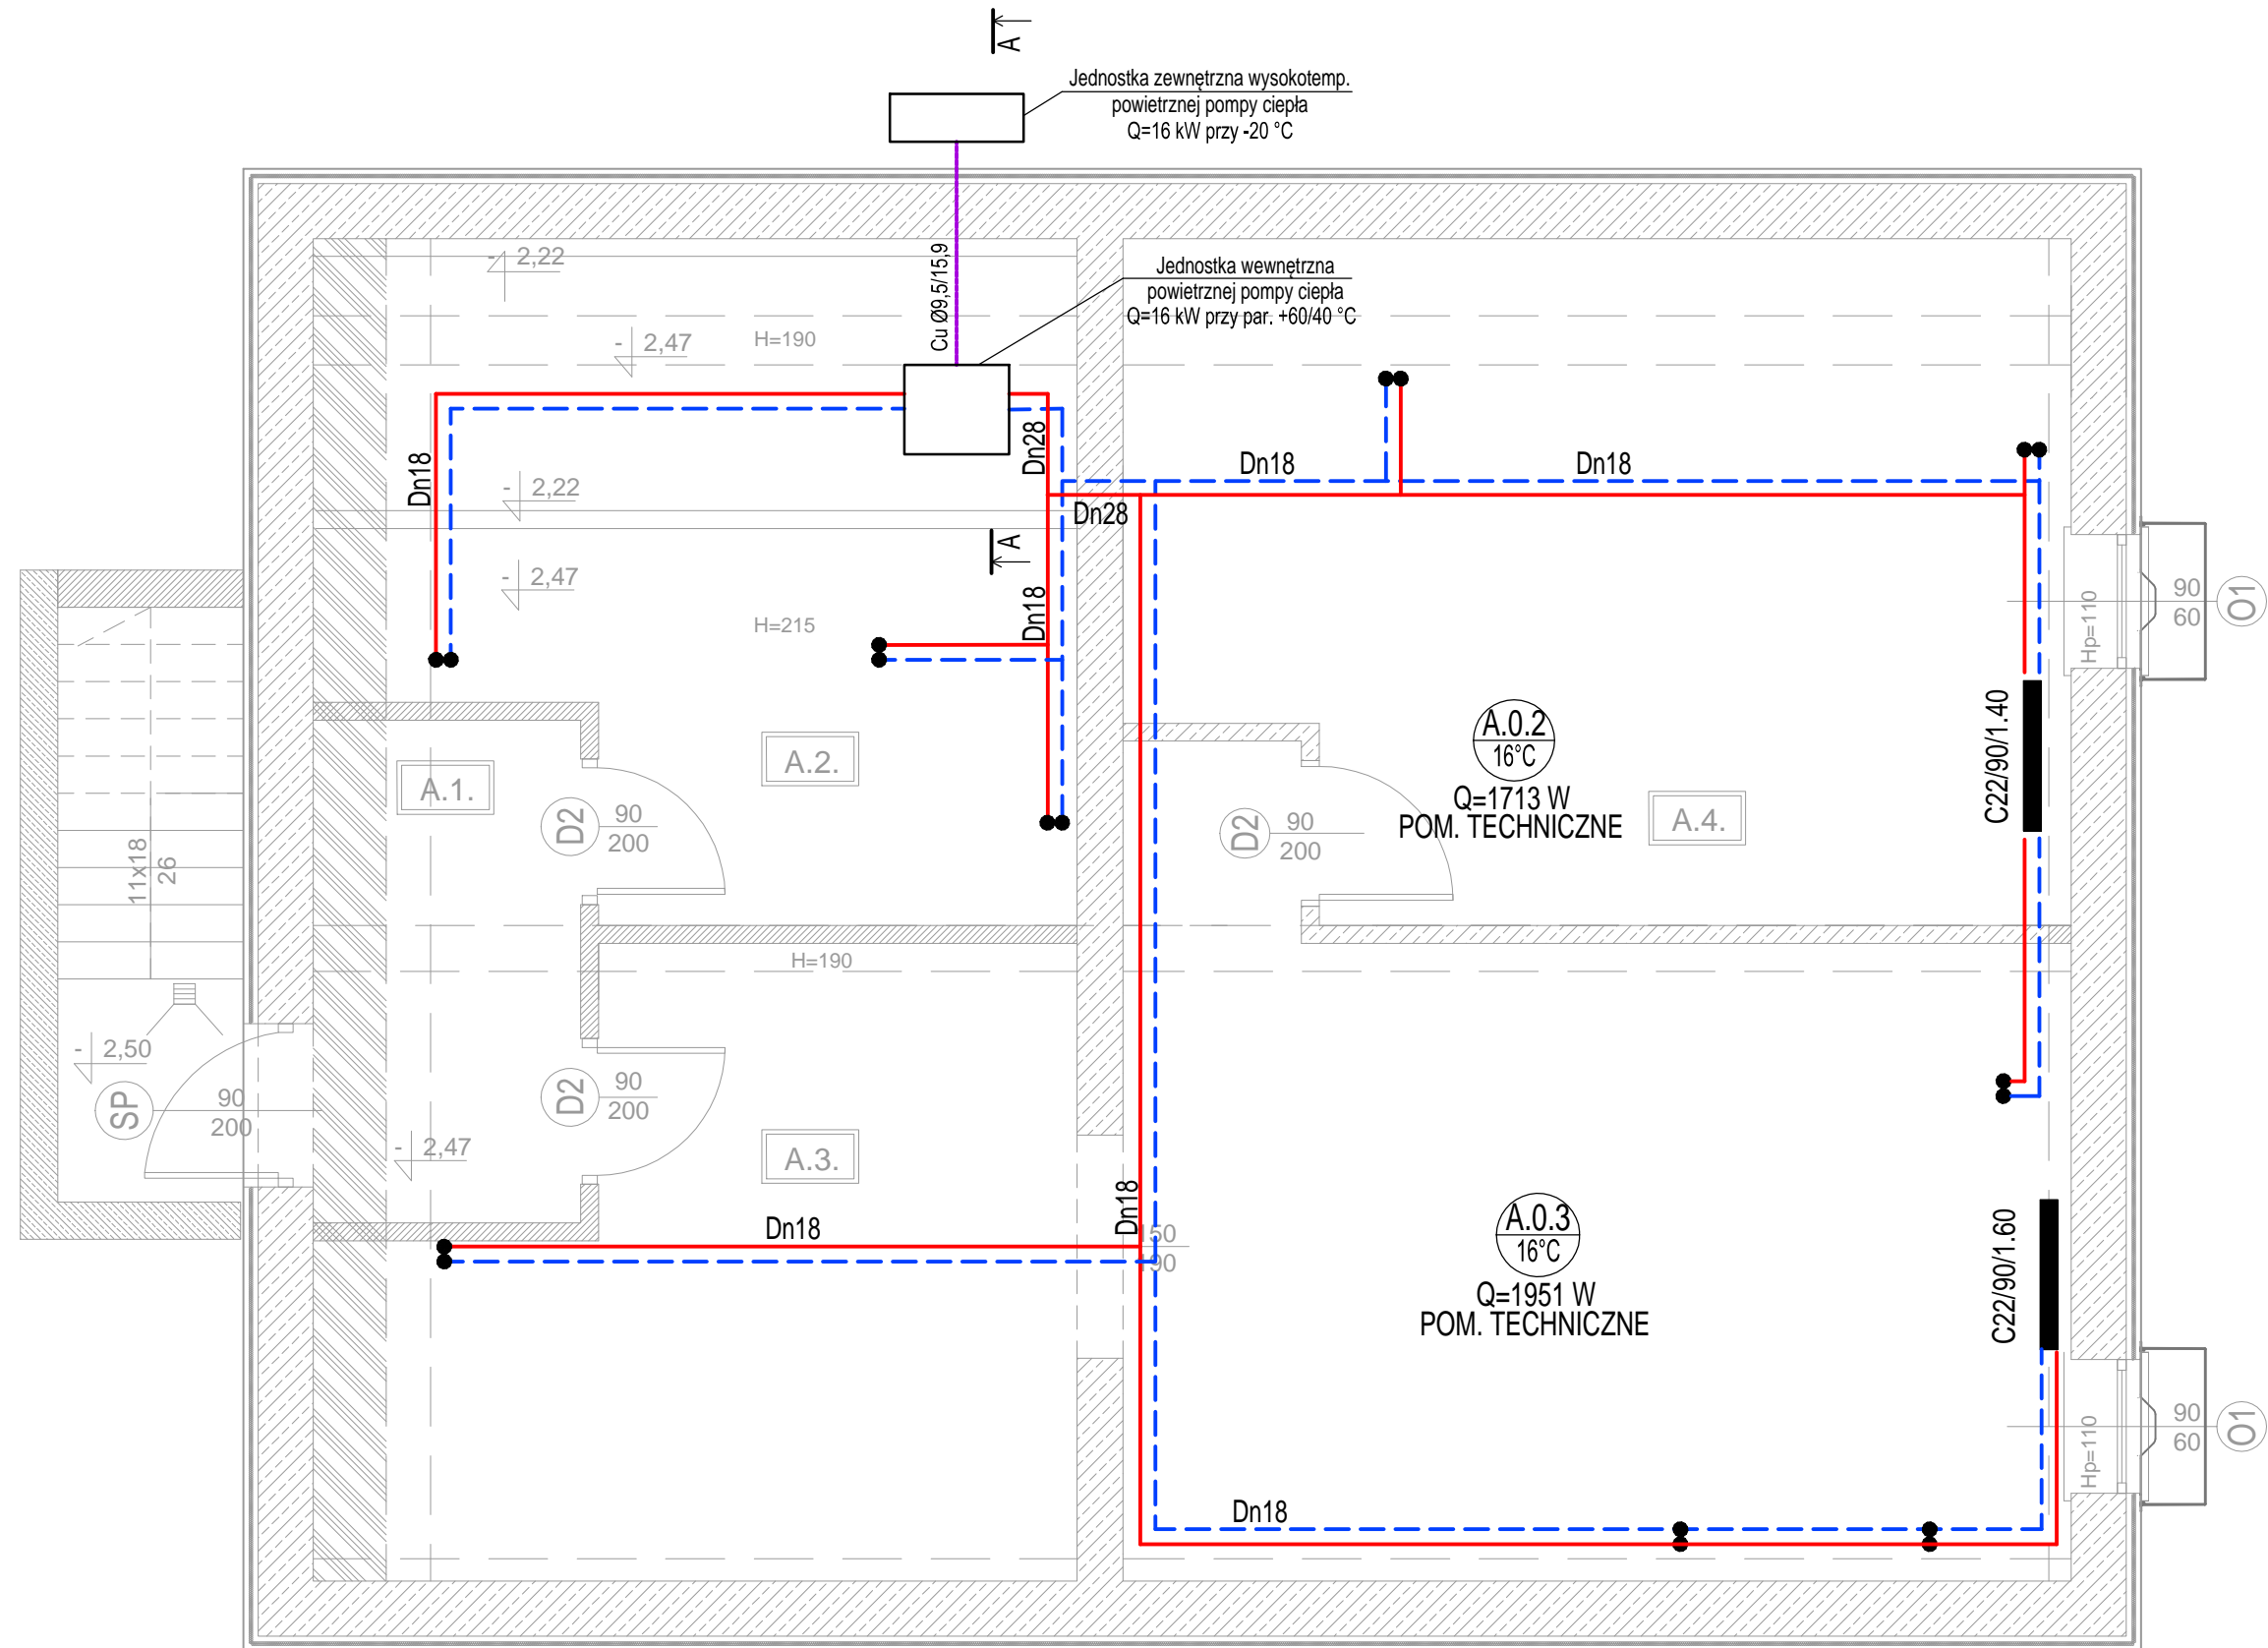 A
Jednostka zewnętrzna wysokotemp.
powietrznej pompy ciepła
Q=16 kW przy -20 °C
Cu Ø9,5/15,9
Jednostka wewnętrzna
powietrznej pompy ciepła
Q=16 kW przy par. +60/40 °C
- 2,22
- 2,47
H=190
Dn18
Dn28
Dn18
Dn18
- 2,22
Dn28
A
- 2,47
H=215
Dn18
90
60
O1
Hp=110
A.0.2
16°C
Q=1713 W
POM. TECHNICZNE
C22/90/1.40
A.1.
A.2.
A.4.
D2
90
200
D2
90
200
11x18
26
H=190
- 2,50
SP
90
200
D2
90
200
- 2,47
A.3.
Dn18
Dn18
150
190
A.0.3
16°C
Q=1951 W
POM. TECHNICZNE
C22/90/1.60
90
60
O1
Hp=110
Dn18